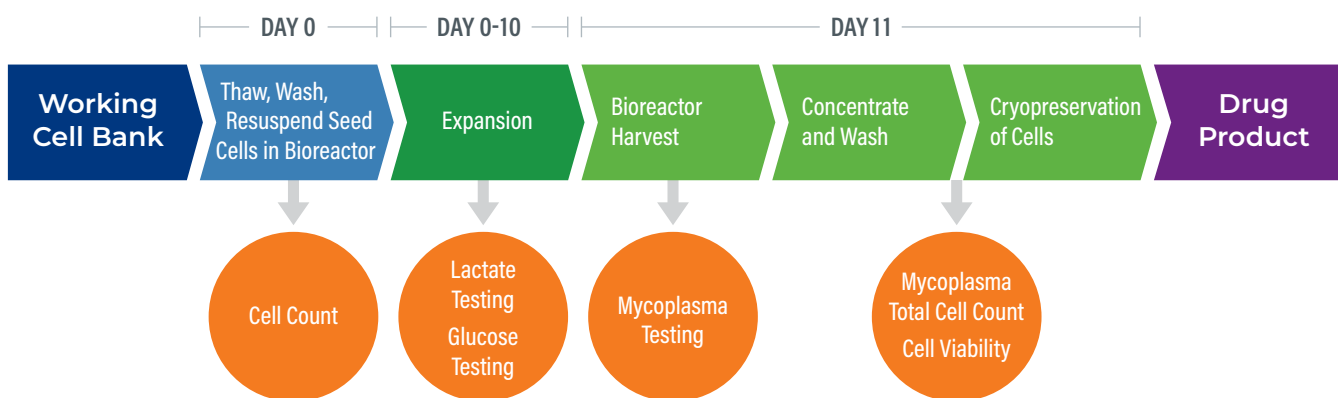 DAY 0
DAY 0-10
DAY 11
Working
Cell Bank
Thaw, Wash,
Resuspend Seed
Cells in Bioreactor
Expansion
Bioreactor
Harvest
Concentrate
and Wash
Cryopreservation
of Cells
Drug
Product
Cell Count
Lactate
Testing
Glucose
Testing
Mycoplasma
Testing
Mycoplasma
Total Cell Count
Cell Viability